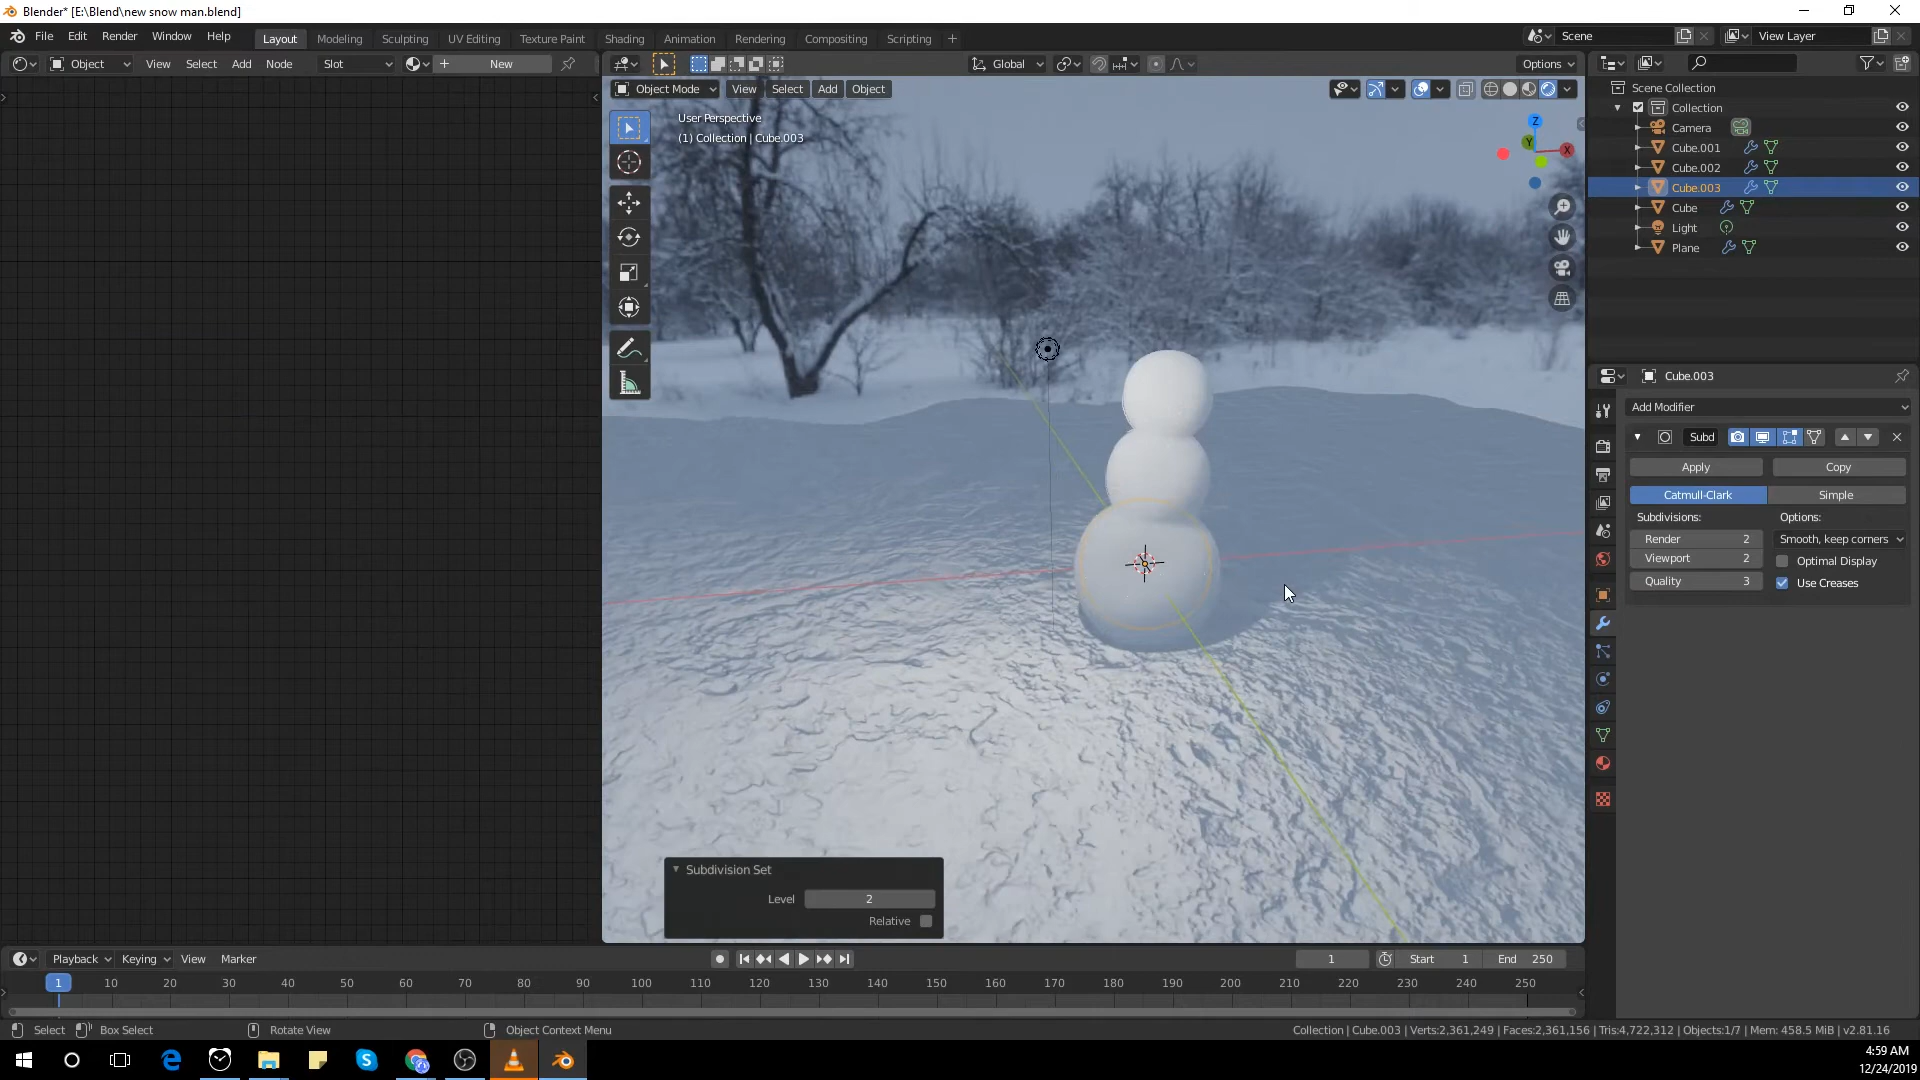 Blender* [E:\Blend\new snow man.blend]
File Edit Render Window Help Layout Modeling Sculpting UV Editing Texture Paint Shading Animation Rendering Compositing Scripting + Scene View Layer
Object View Select Add Node Slot New Global Options
Object Mode View Select Add Object
User Perspective
(1) Collection | Cube.003
Z
Y
X
Scene Collection
Collection
Camera
Cube.001
Cube.002
Cube.003
Cube
Light
Plane
Cube.003
Add Modifier
Subd
Apply Copy
Catmull-Clark Simple
Subdivisions: Options:
Render 2 Smooth, keep corners
Viewport 2 Optimal Display
Quality 3 Use Creases
Subdivision Set
Level 2
Relative
Playback Keying View Marker 1 Start 1 End 250
1 10 20 30 40 50 60 70 80 90 100 110 120 130 140 150 160 170 180 190 200 210 220 230 240 250
Select Box Select Rotate View Object Context Menu Collection | Cube.003 | Verts:2,361,249 | Faces:2,361,156 | Tris:4,722,312 | Objects:1/7 | Mem: 458.5 MiB | v2.81.16
4:59 AM
12/24/2019